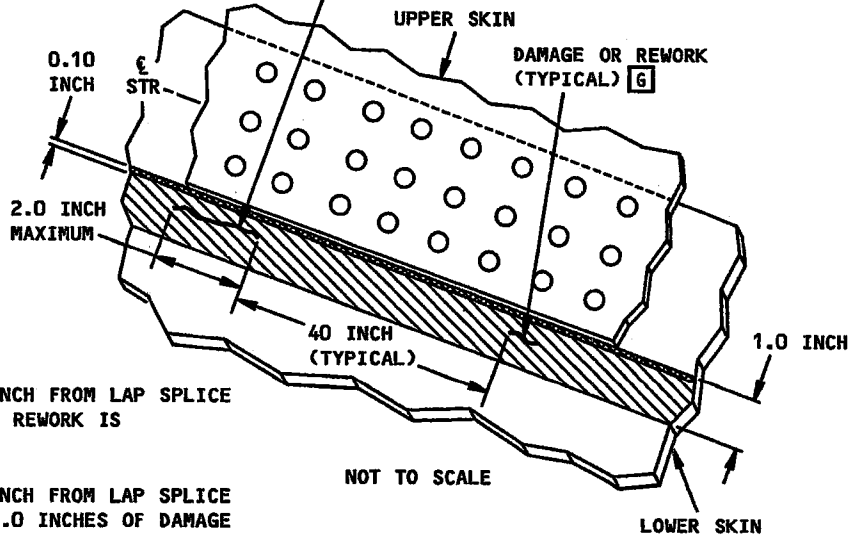 UPPER SKIN
DAMAGE OR REWORK
(TYPICAL) G
0.10
INCH
℄
STR
2.0 INCH
MAXIMUM
40 INCH
(TYPICAL)
1.0 INCH
NCH FROM LAP SPLICE
REWORK IS
NOT TO SCALE
NCH FROM LAP SPLICE
.0 INCHES OF DAMAGE
LOWER SKIN